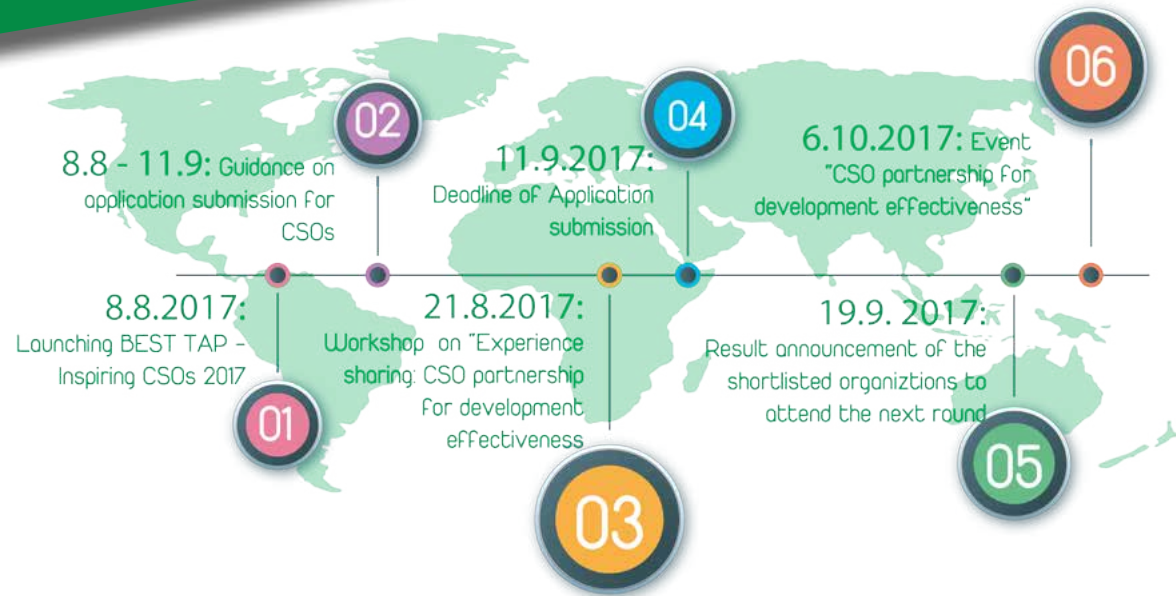 01
8.8.2017:
Launching BEST TAP -
Inspiring CSOs 2017
02
8.8 - 11.9: Guidance on
application submission for
CSOs
03
21.8.2017:
Workshop on "Experience
sharing: CSO partnership
for development
effectiveness
04
11.9.2017:
Deadline of Application
submission
05
19.9. 2017:
Result announcement of the
shortlisted organiztions to
attend the next round
06
6.10.2017: Event
"CSO partnership for
development effectiveness"